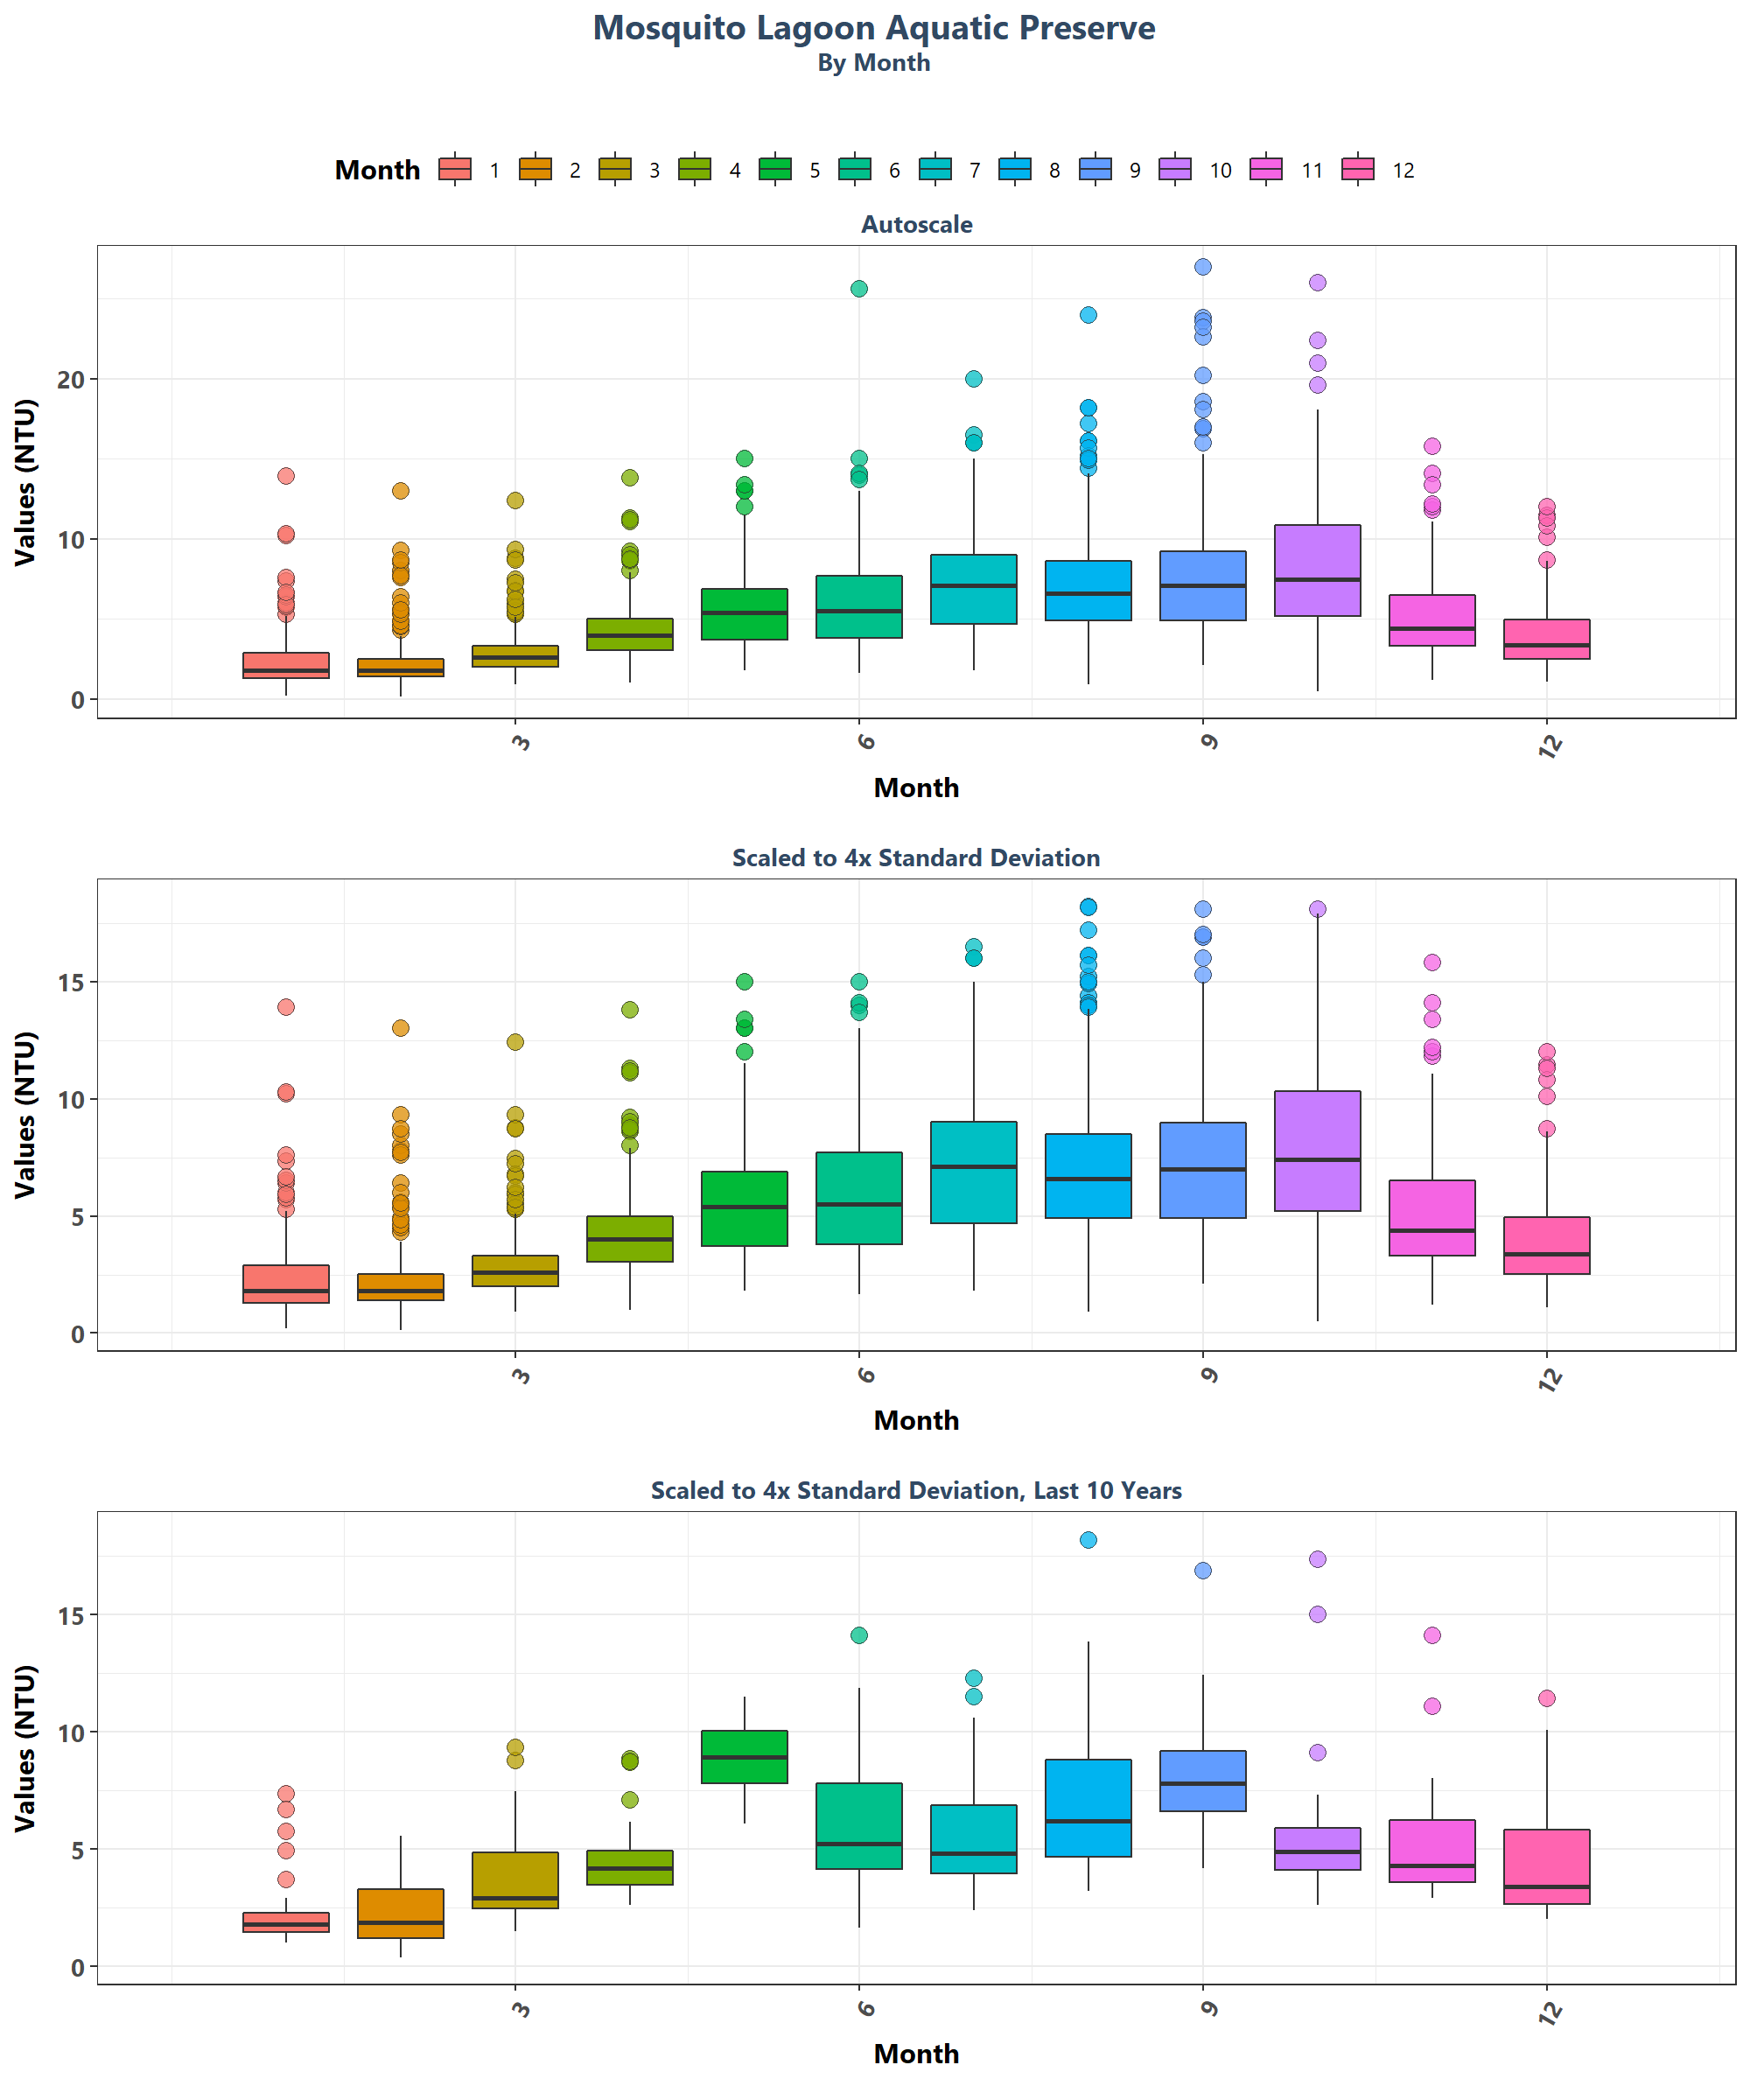 Mosquito Lagoon Aquatic Preserve
By Month
Month 1 2 3 4 5 6 7 8 9 10 11 12
Autoscale
Values (NTU)
20
10
0
3 6 9 12
Month
Scaled to 4x Standard Deviation
Values (NTU)
15
10
5
0
3 6 9 12
Month
Scaled to 4x Standard Deviation, Last 10 Years
Values (NTU)
15
10
5
0
3 6 9 12
Month